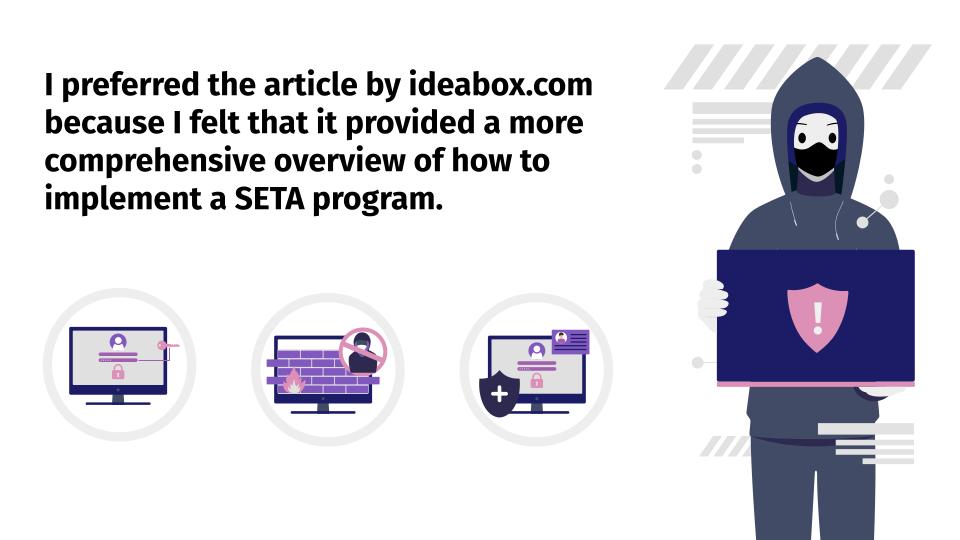 I preferred the article by ideabox.com
because I felt that it provided a more
comprehensive overview of how to
implement a SETA program.